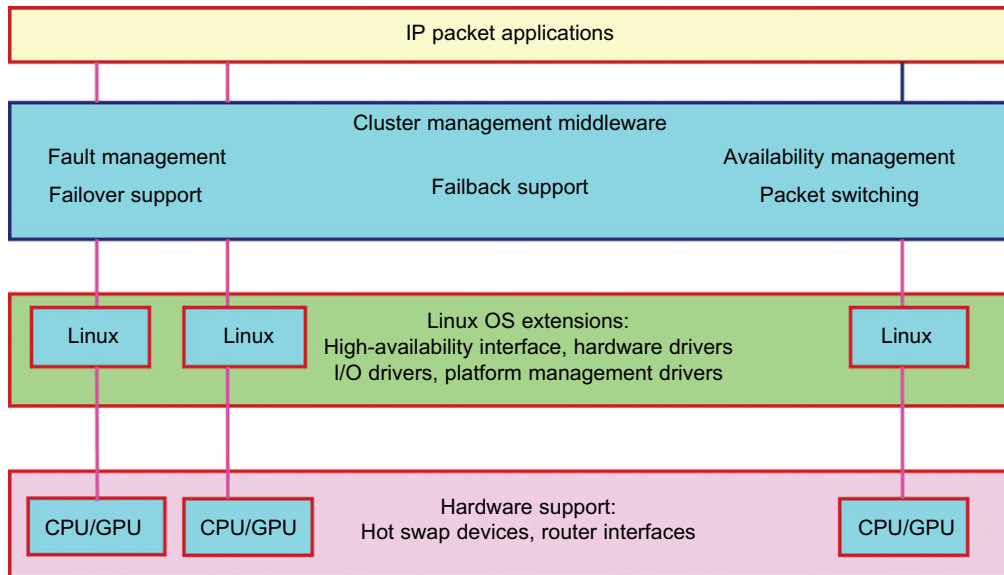 IP packet applications
Cluster management middleware
Fault management
Availability management
Failover support
Failback support
Packet switching
Linux
Linux
Linux OS extensions:
High-availability interface, hardware drivers
I/O drivers, platform management drivers
Linux
CPU/GPU
CPU/GPU
Hardware support:
Hot swap devices, router interfaces
CPU/GPU